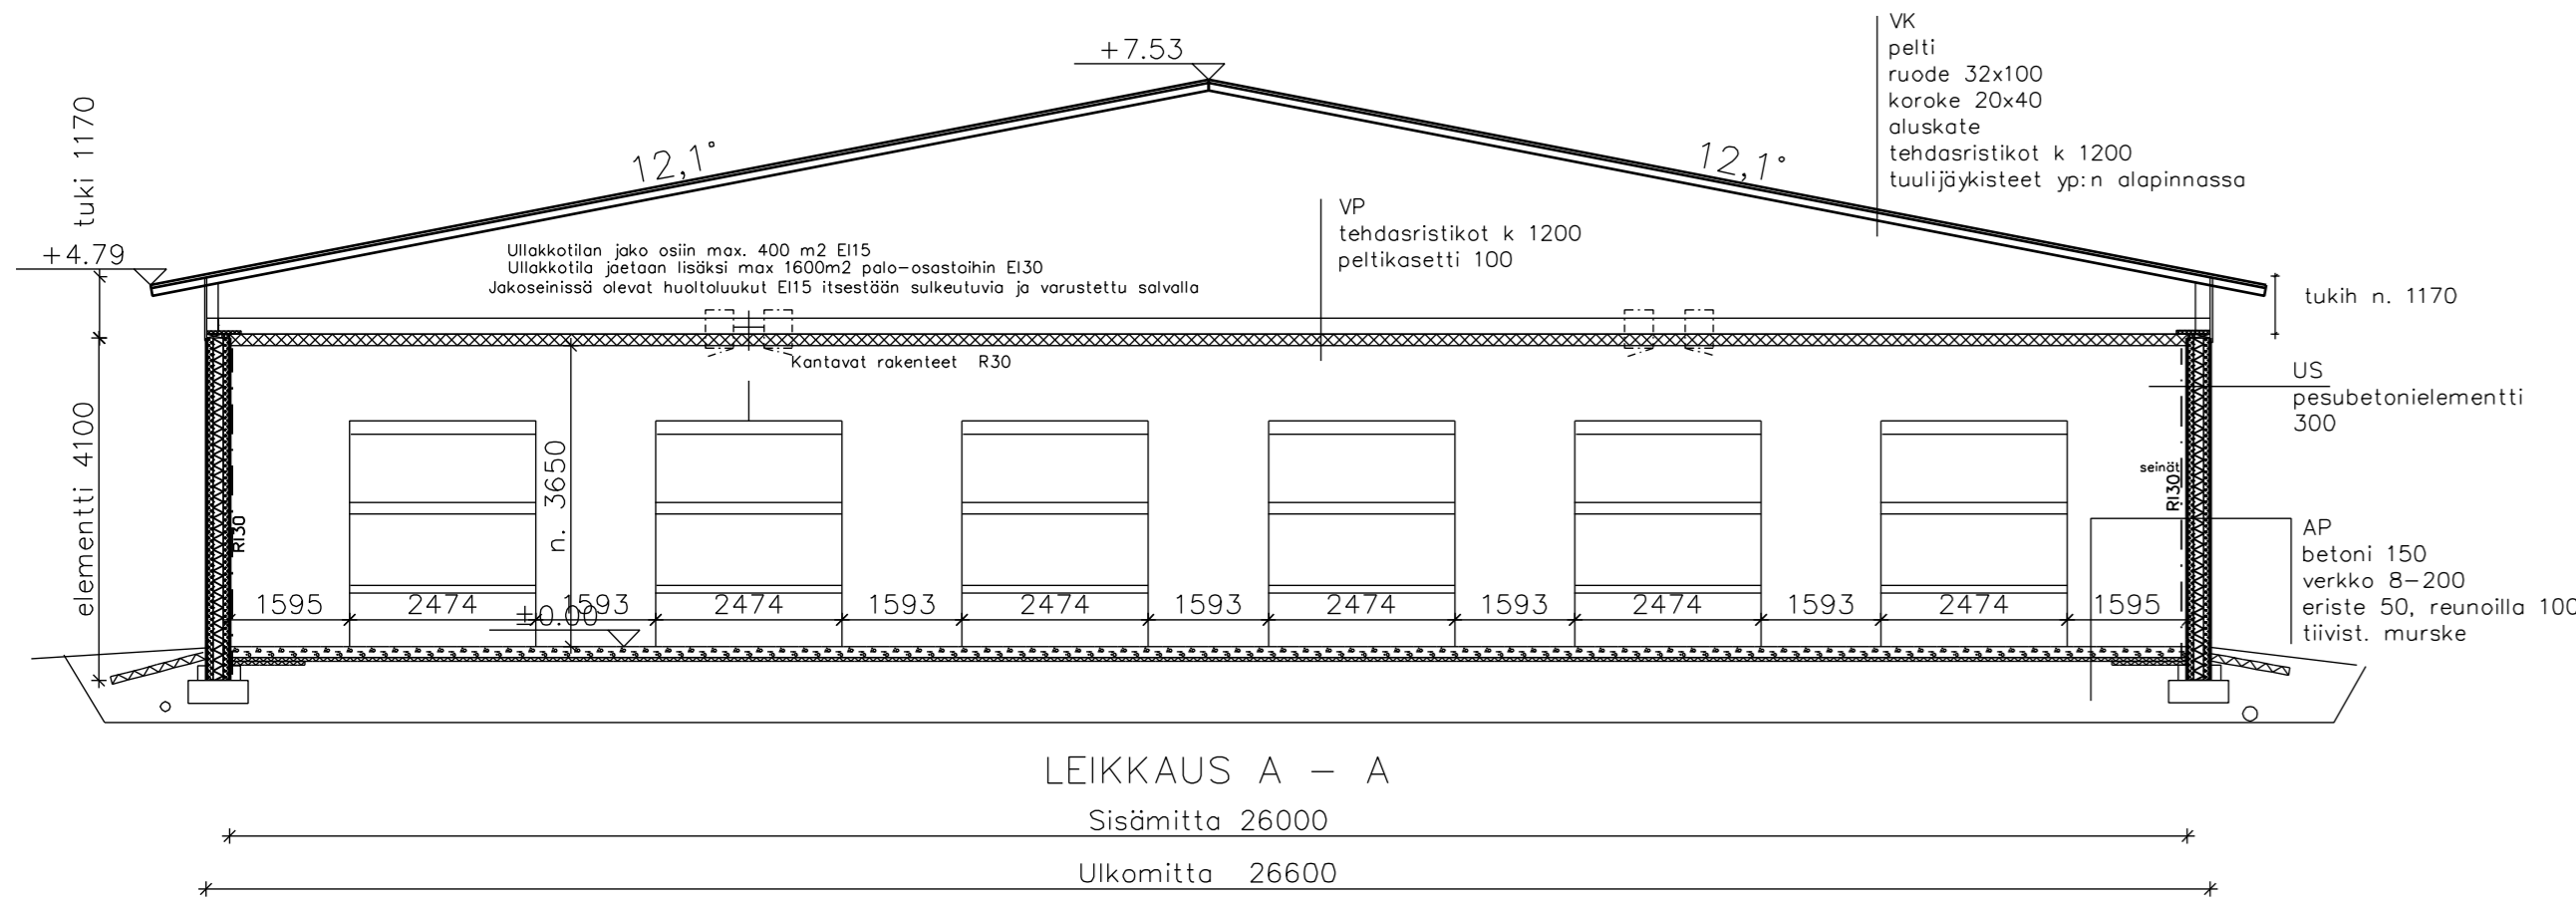 +7.53
VK
pelti
ruode 32x100
koroke 20x40
aluskate
tehdasristikot k 1200
tuulijäykisteet yp:n alapinnassa
12,1°
12,1°
tuki 1170
+4.79
VP
tehdasristikot k 1200
peltikasetti 100
Ullakkotilan jako osiin max. 400 m2 EI15
Ullakkotila jaetaan lisäksi max 1600m2 palo-osastoihin EI30
Jakoseinissä olevat huoltoluukut EI15 itsestään sulkeutuvia ja varustettu salvalla
tukih n. 1170
Kantavat rakenteet R30
US
pesubetonielementti
300
elementti 4100
n. 3650
RI30
seinät
RI30
AP
betoni 150
verkko 8-200
eriste 50, reunoilla 100
tiivist. murske
1595 2474 1593 2474 1593 2474 1593 2474 1593 2474 1593 2474 1595
±0.00
LEIKKAUS A - A
Sisämitta 26000
Ulkomitta 26600